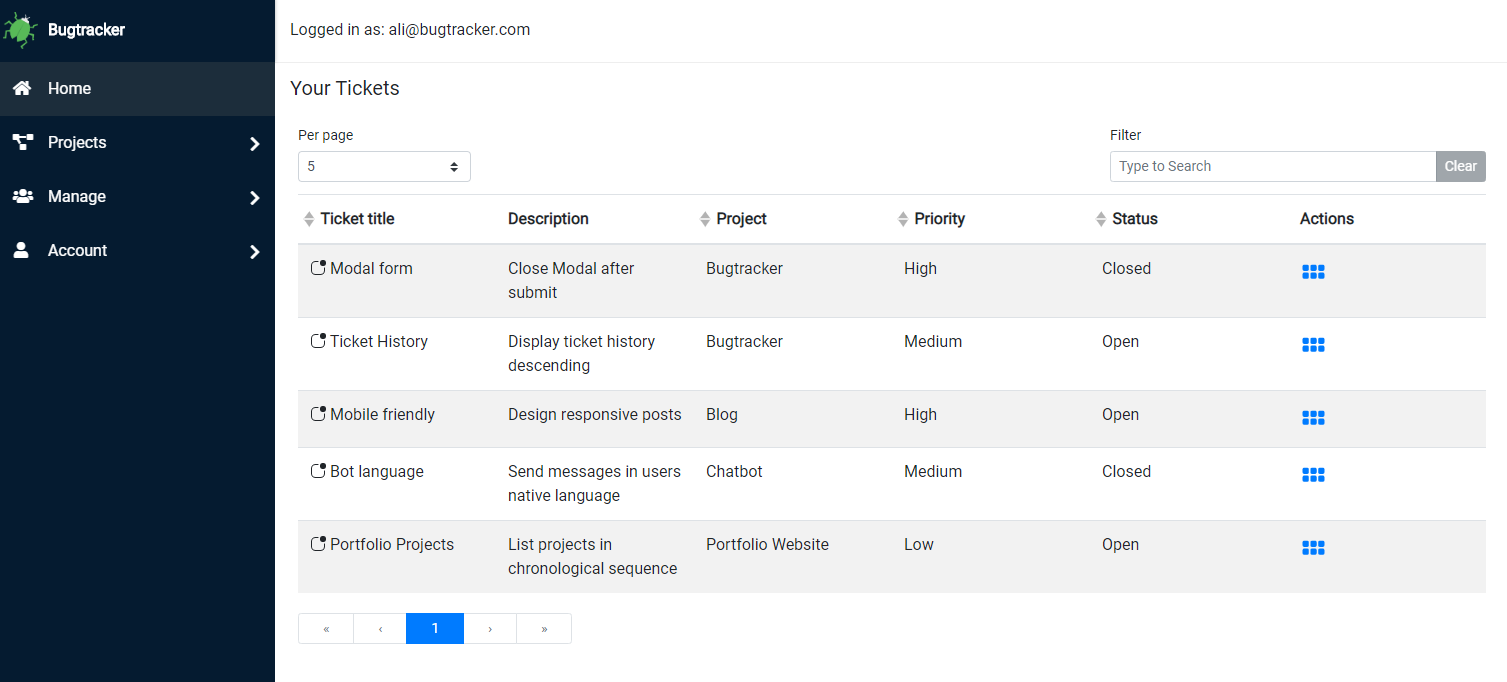 Bugtracker
Logged in as: ali@bugtracker.com
Home
Projects
Manage
Account
Your Tickets
Per page
Filter
5
Type to Search
Clear
Ticket title Description Project Priority Status Actions
Modal form Close Modal after Bugtracker High Closed
submit
Ticket History Display ticket history Bugtracker Medium Open
descending
Mobile friendly Design responsive posts Blog High Open
Bot language Send messages in users Chatbot Medium Closed
native language
Portfolio Projects List projects in Portfolio Website Low Open
chronological sequence
« ‹ 1 › »